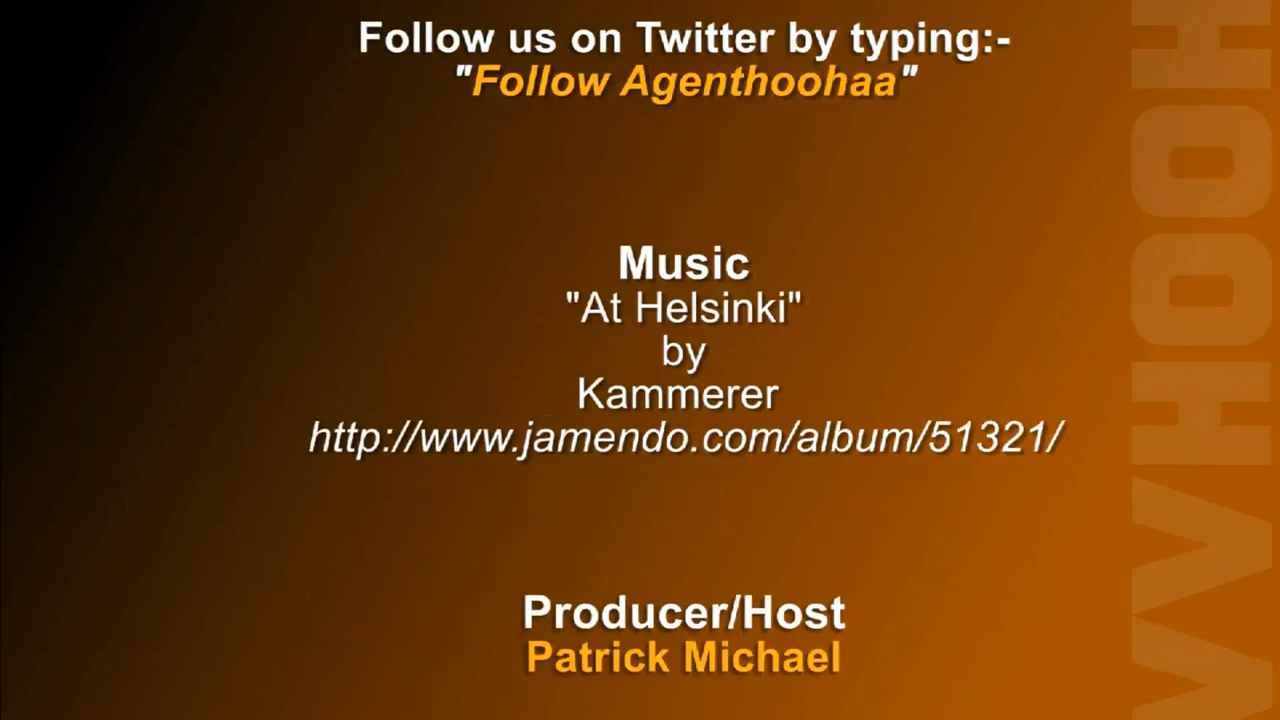 Follow us on Twitter by typing:-
"Follow Agenthoohaa"
Music
"At Helsinki"
by
Kammerer
http://www.jamendo.com/album/51321/
Producer/Host
Patrick Michael
WHOOH